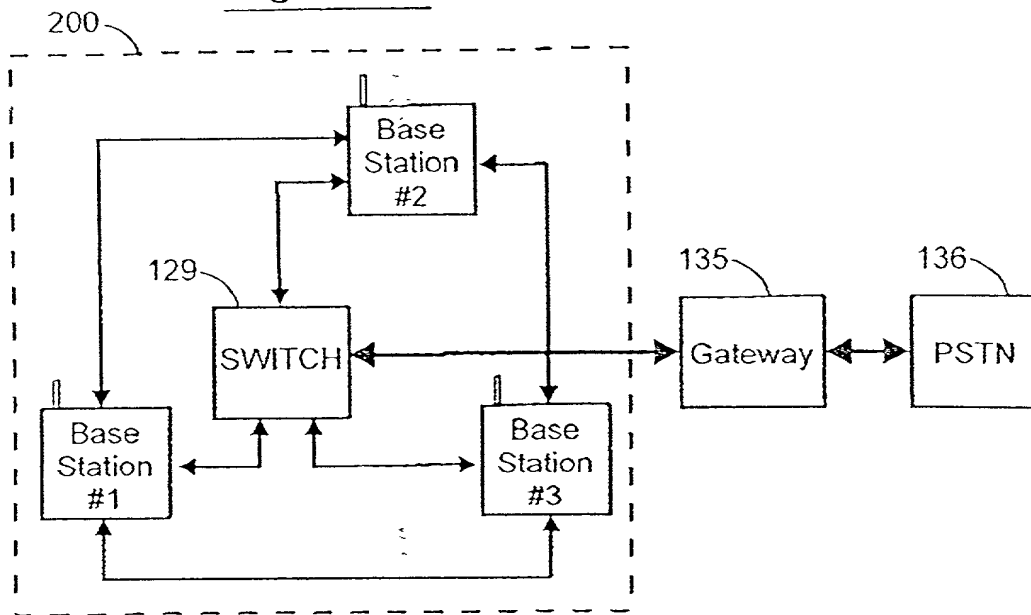 200
Base
Station
#2
129
SWITCH
135
Gateway
136
PSTN
Base
Station
#1
Base
Station
#3